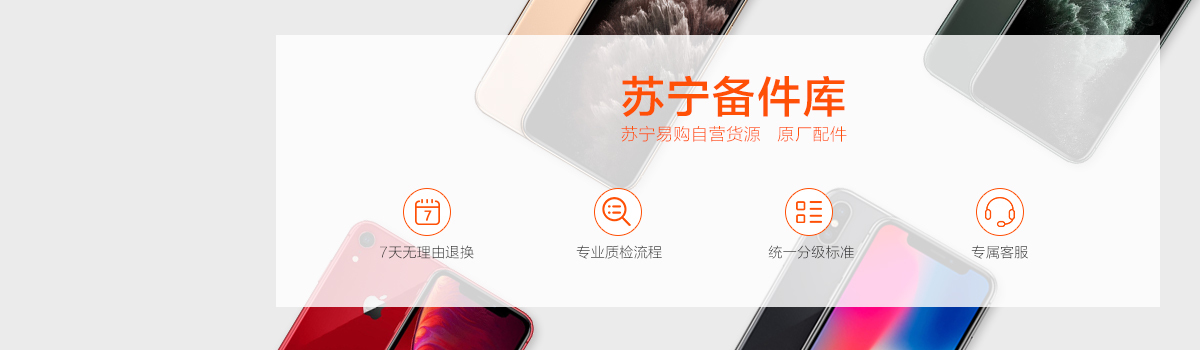 苏宁备件库
苏宁易购自营货源 原厂配件
7
7天无理由退换
专业质检流程
统一分级标准
专属客服